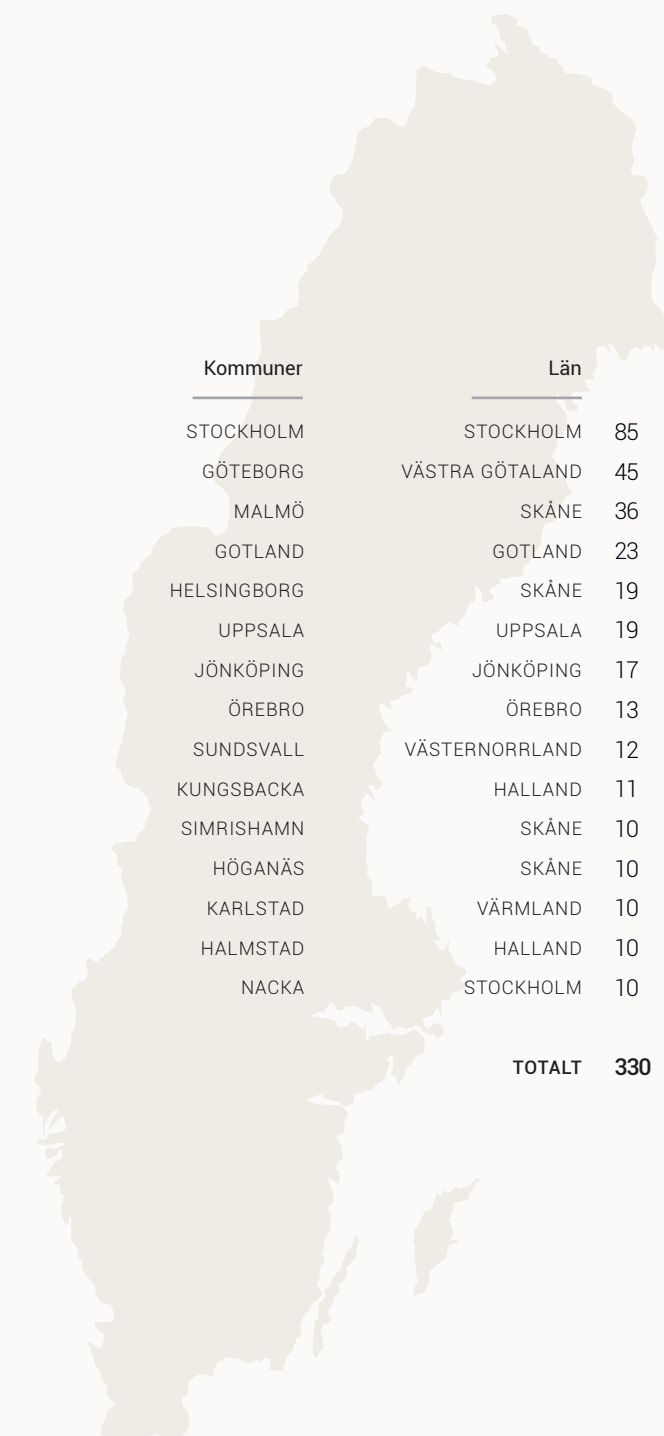 Kommuner Län
STOCKHOLM STOCKHOLM 85
GÖTEBORG VÄSTRA GÖTALAND 45
MALMÖ SKÅNE 36
GOTLAND GOTLAND 23
HELSINGBORG SKÅNE 19
UPPSALA UPPSALA 19
JÖNKÖPING JÖNKÖPING 17
ÖREBRO ÖREBRO 13
SUNDSVALL VÄSTERNORRLAND 12
KUNGSBACKA HALLAND 11
SIMRISHAMN SKÅNE 10
HÖGANÄS SKÅNE 10
KARLSTAD VÄRMLAND 10
HALMSTAD HALLAND 10
NACKA STOCKHOLM 10
TOTALT 330